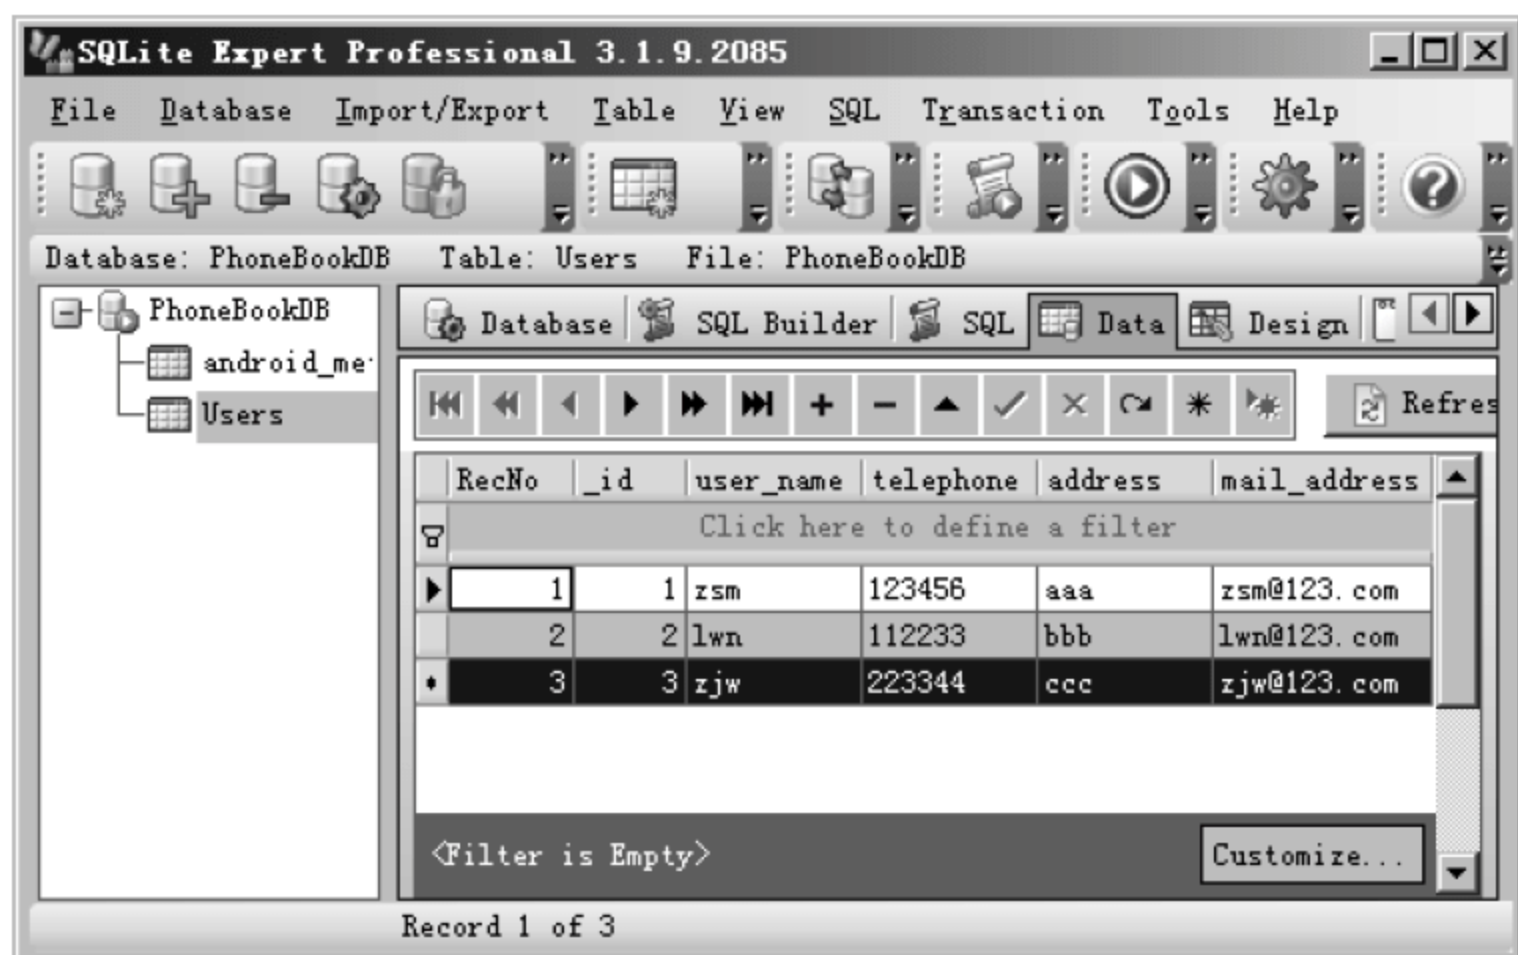 SQLite Expert Professional 3.1.9.2085
File Database Import/Export Table View SQL Transaction Tools Help
Database: PhoneBookDB Table: Users File: PhoneBookDB
PhoneBookDB
android_me
Users
Database SQL Builder SQL Data Design
Refres
RecNo _id user_name telephone address mail_address
Click here to define a filter
1 1 zsm 123456 aaa zsm@123.com
2 2 lwn 112233 bbb lwn@123.com
3 3 zjw 223344 ccc zjw@123.com
<Filter is Empty>
Customize...
Record 1 of 3